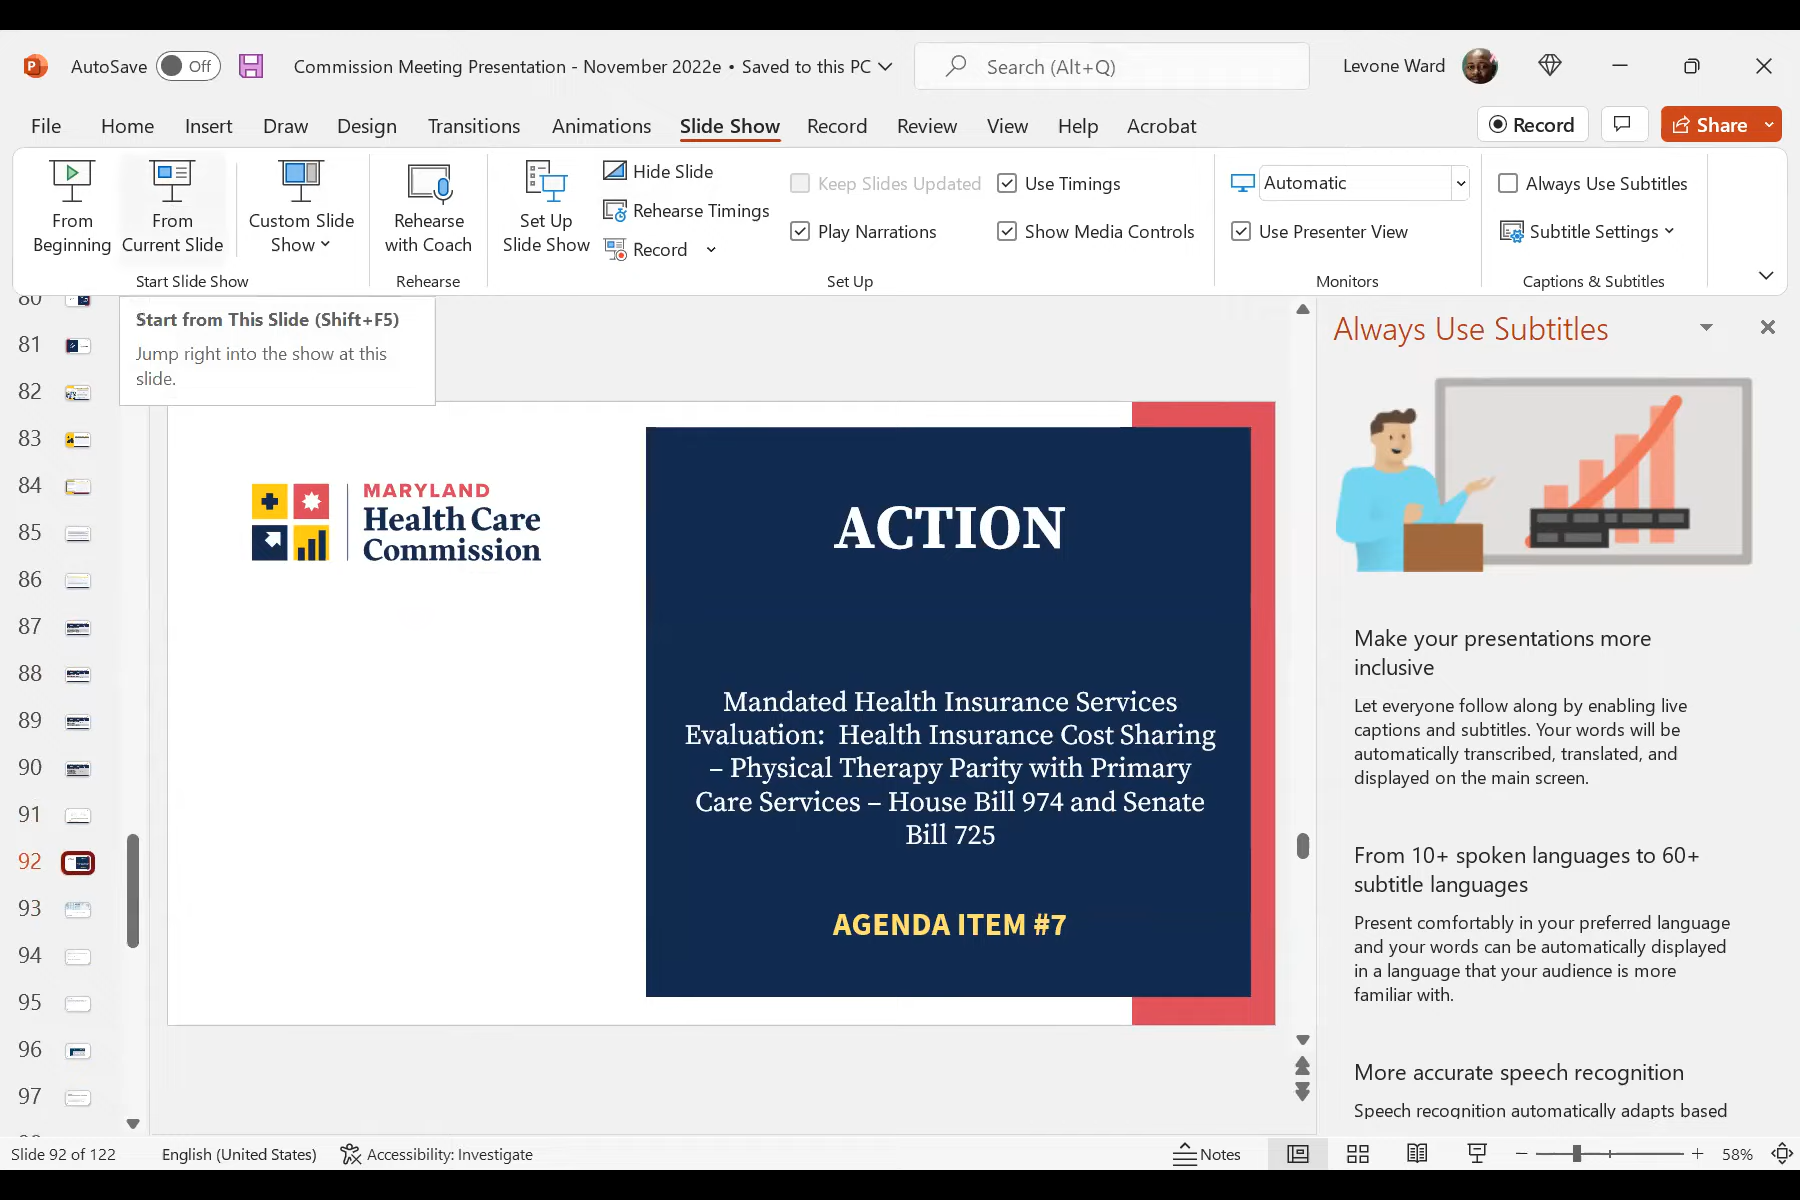 AutoSave Off Commission Meeting Presentation - November 2022e • Saved to this PC Search (Alt+Q) Levone Ward
File Home Insert Draw Design Transitions Animations Slide Show Record Review View Help Acrobat Record Share
From Beginning
From Current Slide
Custom Slide Show
Start Slide Show
Rehearse with Coach
Rehearse
Set Up Slide Show
Hide Slide
Rehearse Timings
Record
Keep Slides Updated
Use Timings
Play Narrations
Show Media Controls
Set Up
Automatic
Use Presenter View
Monitors
Always Use Subtitles
Subtitle Settings
Captions & Subtitles
80
81
82
83
84
85
86
87
88
89
90
91
92
93
94
95
96
97
Start from This Slide (Shift+F5)
Jump right into the show at this
slide.
MARYLAND
Health Care
Commission
ACTION
Mandated Health Insurance Services
Evaluation: Health Insurance Cost Sharing
– Physical Therapy Parity with Primary
Care Services – House Bill 974 and Senate
Bill 725
AGENDA ITEM #7
Always Use Subtitles
Make your presentations more
inclusive
Let everyone follow along by enabling live
captions and subtitles. Your words will be
automatically transcribed, translated, and
displayed on the main screen.
From 10+ spoken languages to 60+
subtitle languages
Present comfortably in your preferred language
and your words can be automatically displayed
in a language that your audience is more
familiar with.
More accurate speech recognition
Speech recognition automatically adapts based
Slide 92 of 122 English (United States) Accessibility: Investigate Notes 58%